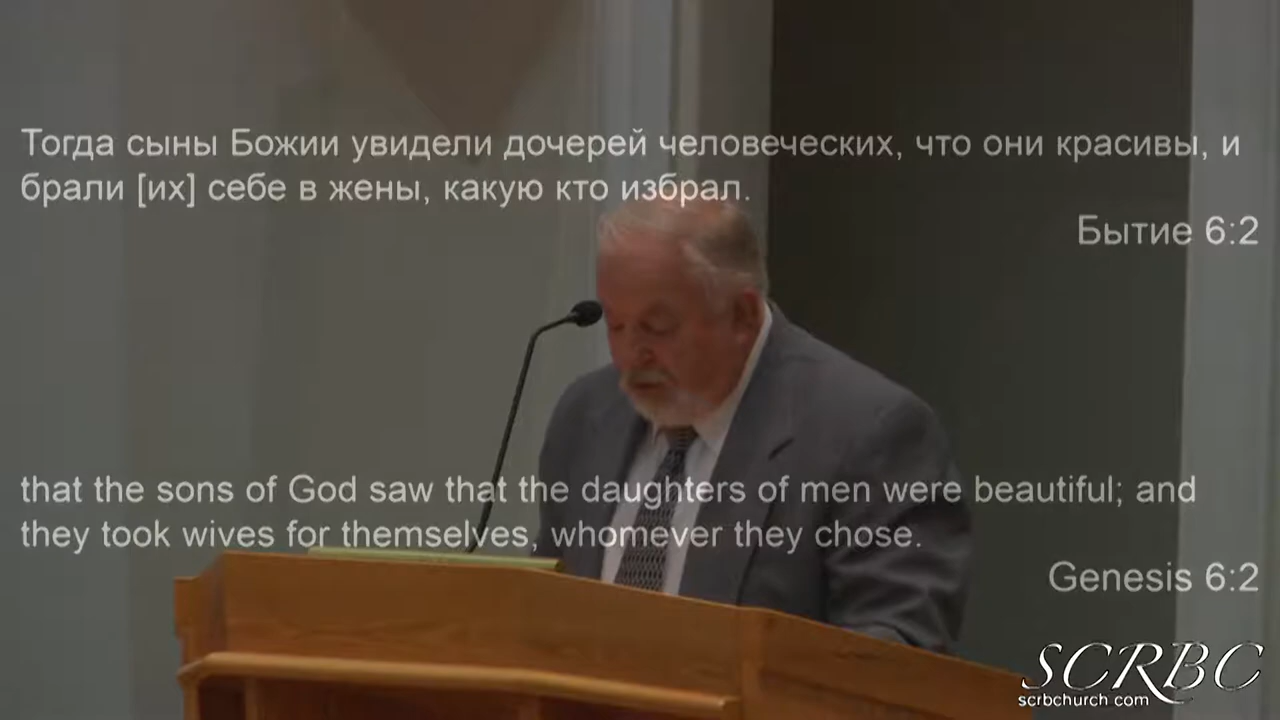 Тогда сыны Божии увидели дочерей человеческих, что они красивы, и
брали [их] себе в жены, какую кто избрал.
Бытие 6:2
that the sons of God saw that the daughters of men were beautiful; and
they took wives for themselves, whomever they chose.
Genesis 6:2
SCRBC
scrbchurch.com